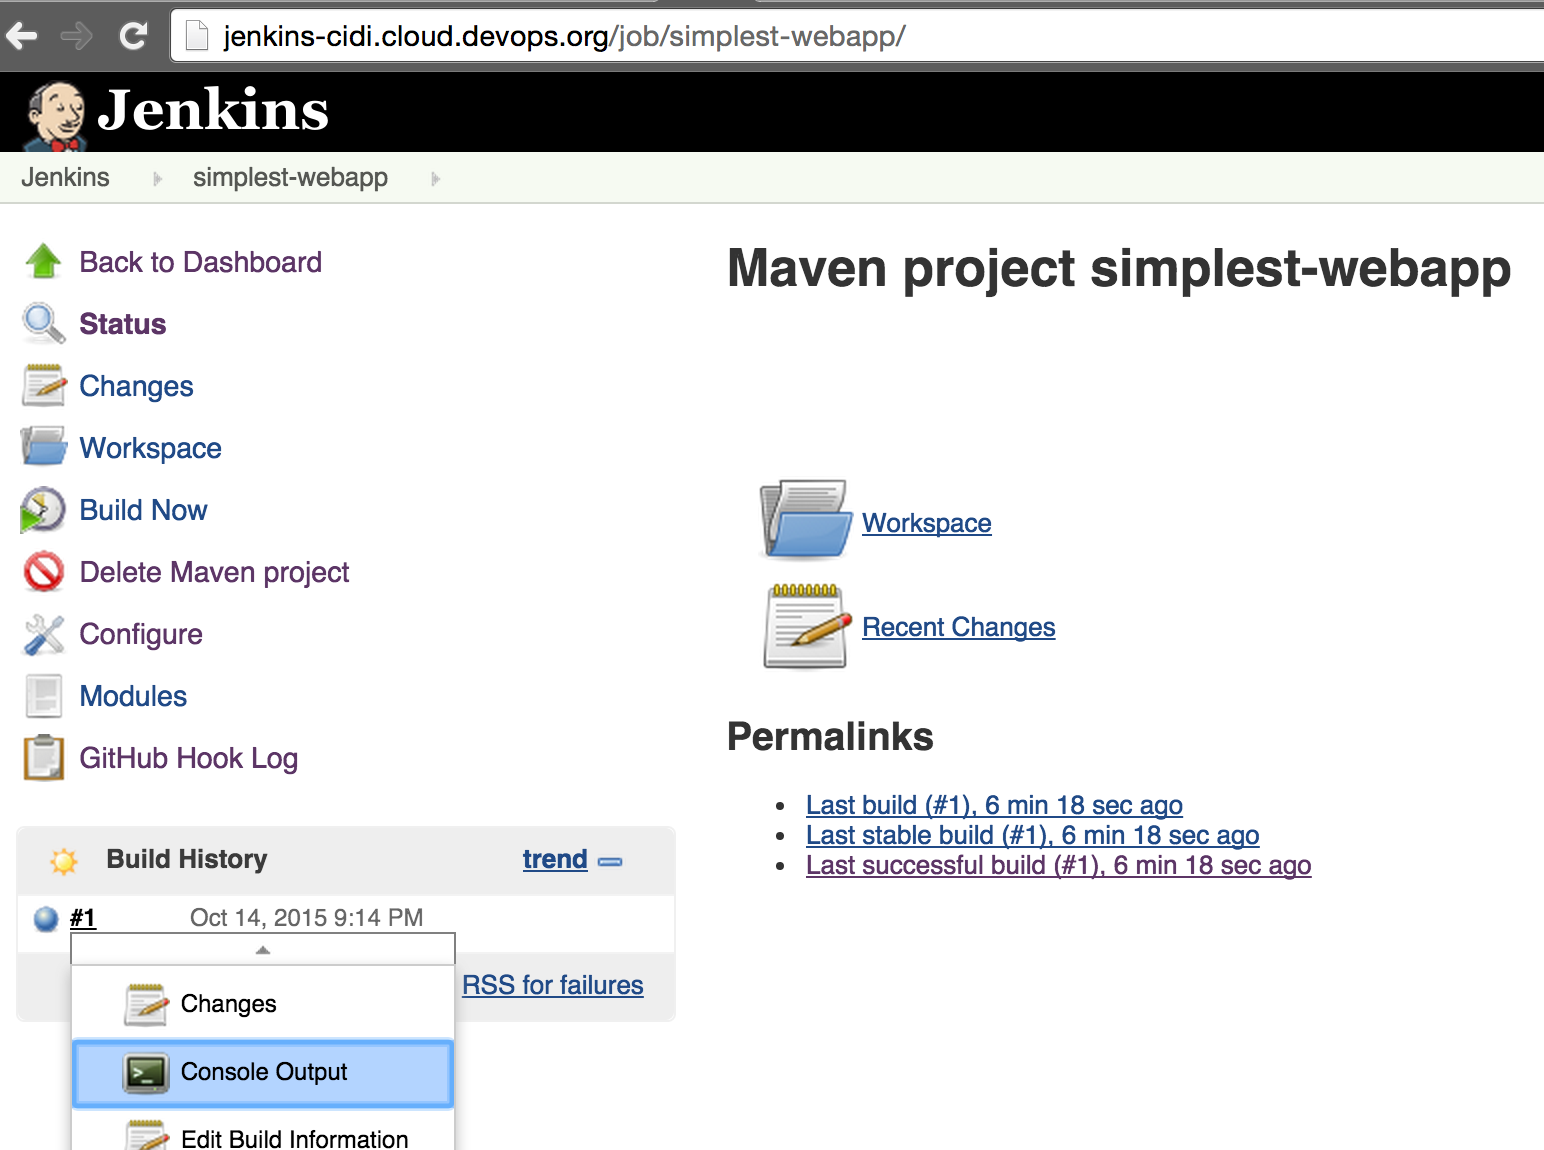 jenkins-cidi.cloud.devops.org/job/simplest-webapp/
Jenkins
Jenkins simplest-webapp
Back to Dashboard
Status
Changes
Workspace
Build Now
Delete Maven project
Configure
Modules
GitHub Hook Log
Build History trend
#1 Oct 14, 2015 9:14 PM
RSS for failures
Changes
>_
Console Output
Edit Build Information
Maven project simplest-webapp
Workspace
Recent Changes
Permalinks
Last build (#1), 6 min 18 sec ago
Last stable build (#1), 6 min 18 sec ago
Last successful build (#1), 6 min 18 sec ago